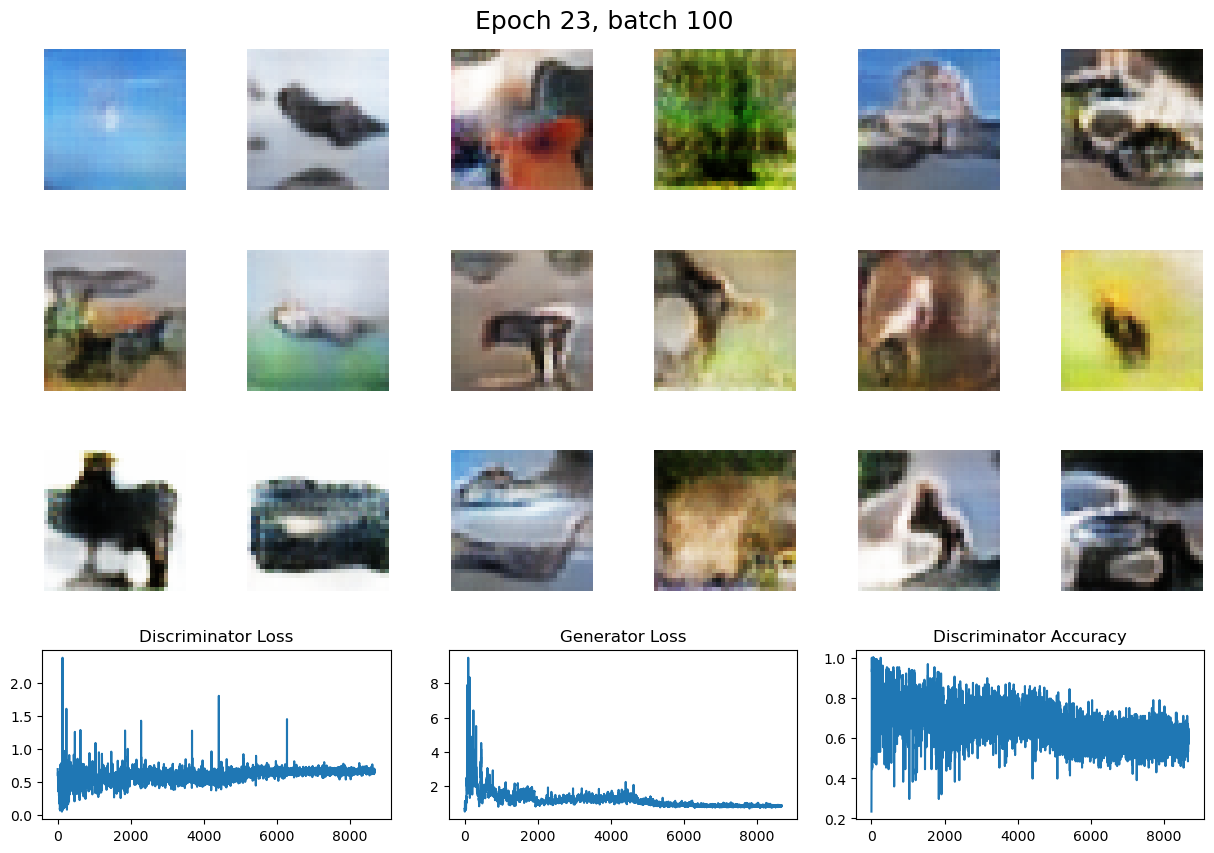 Epoch 23, batch 100
Discriminator Loss
2.0
1.5
1.0
0.5
0.0
0 2000 4000 6000 8000
Generator Loss
8
6
4
2
0 2000 4000 6000 8000
Discriminator Accuracy
1.0
0.8
0.6
0.4
0.2
0 2000 4000 6000 8000